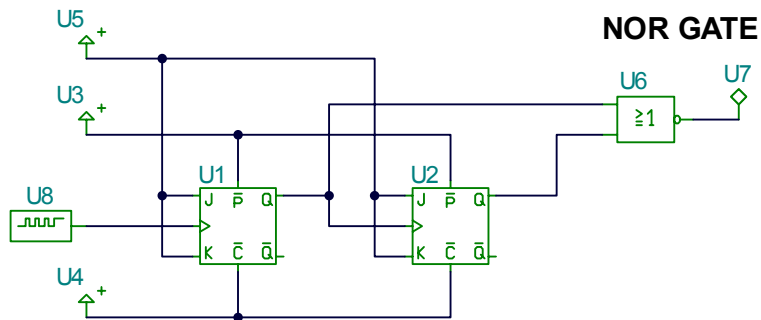 U5
+
NOR GATE
U3
+
U6
≥1
U7
U1
J P̅ Q
K C̅ Q̅
U2
J P̅ Q
K C̅ Q̅
U8
U4
+